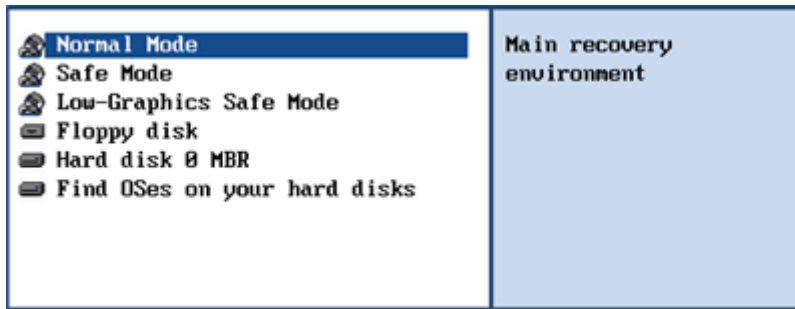 Normal Mode
Safe Mode
Low-Graphics Safe Mode
Floppy disk
Hard disk 0 MBR
Find OSes on your hard disks
Main recovery
environment